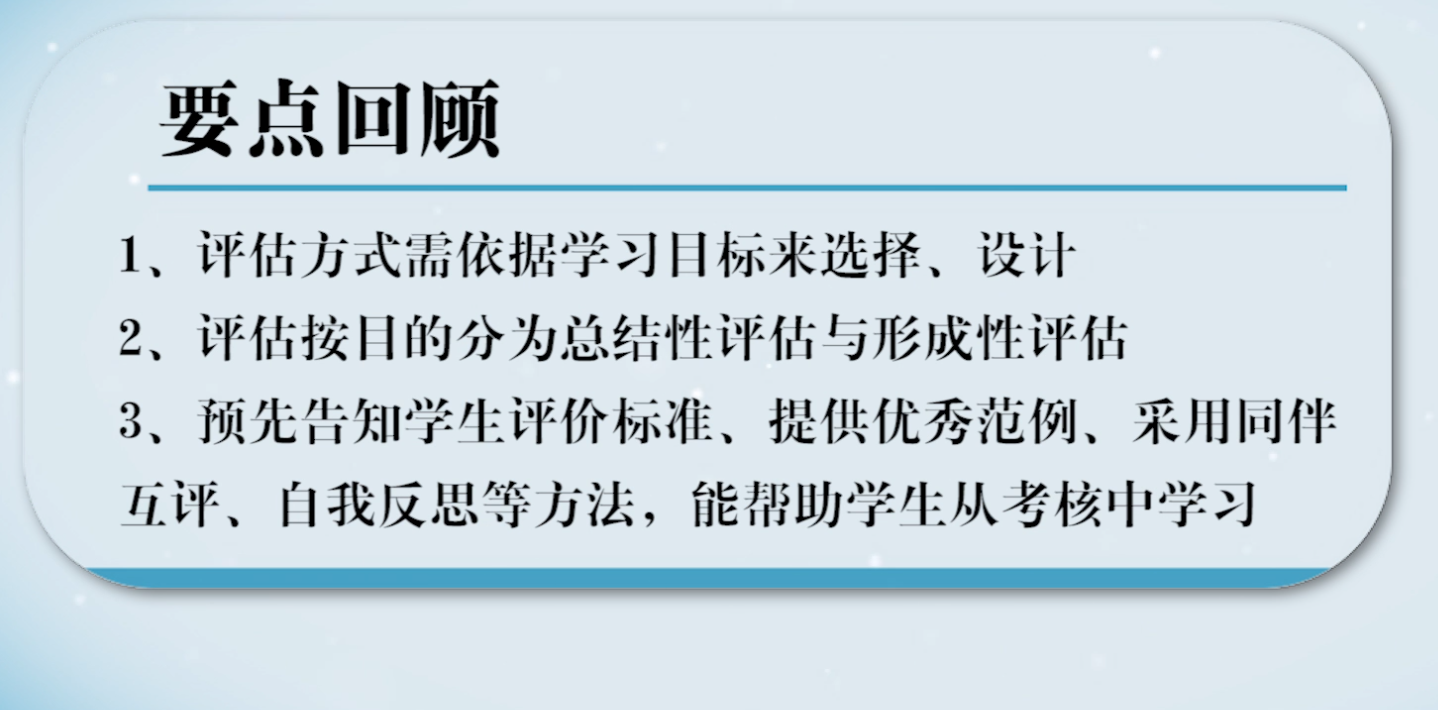 要点回顾
1、评估方式需依据学习目标来选择、设计
2、评估按目的分为总结性评估与形成性评估
3、预先告知学生评价标准、提供优秀范例、采用同伴
互评、自我反思等方法，能帮助学生从考核中学习